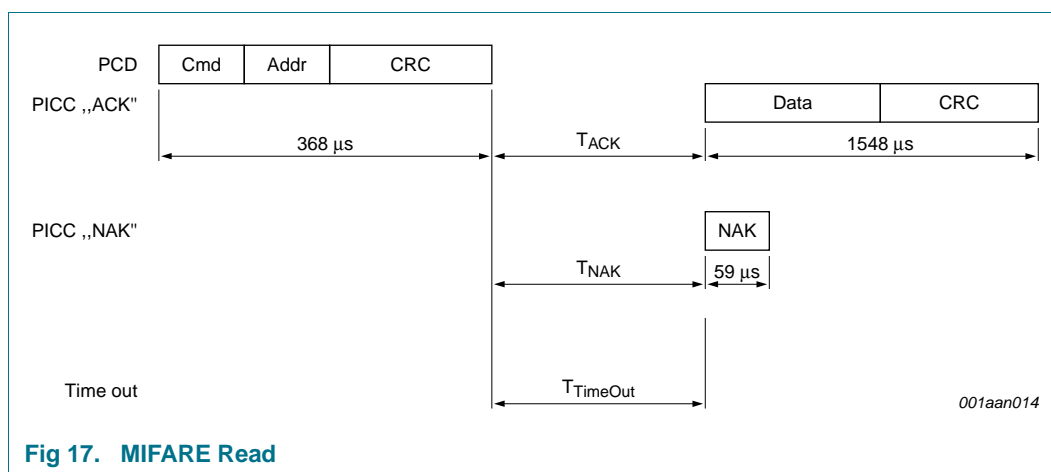 PCD Cmd Addr CRC
PICC ,,ACK" Data CRC
368 μs TACK 1548 μs
PICC ,,NAK" NAK
TNAK 59 μs
Time out TTimeOut
001aan014
Fig 17. MIFARE Read